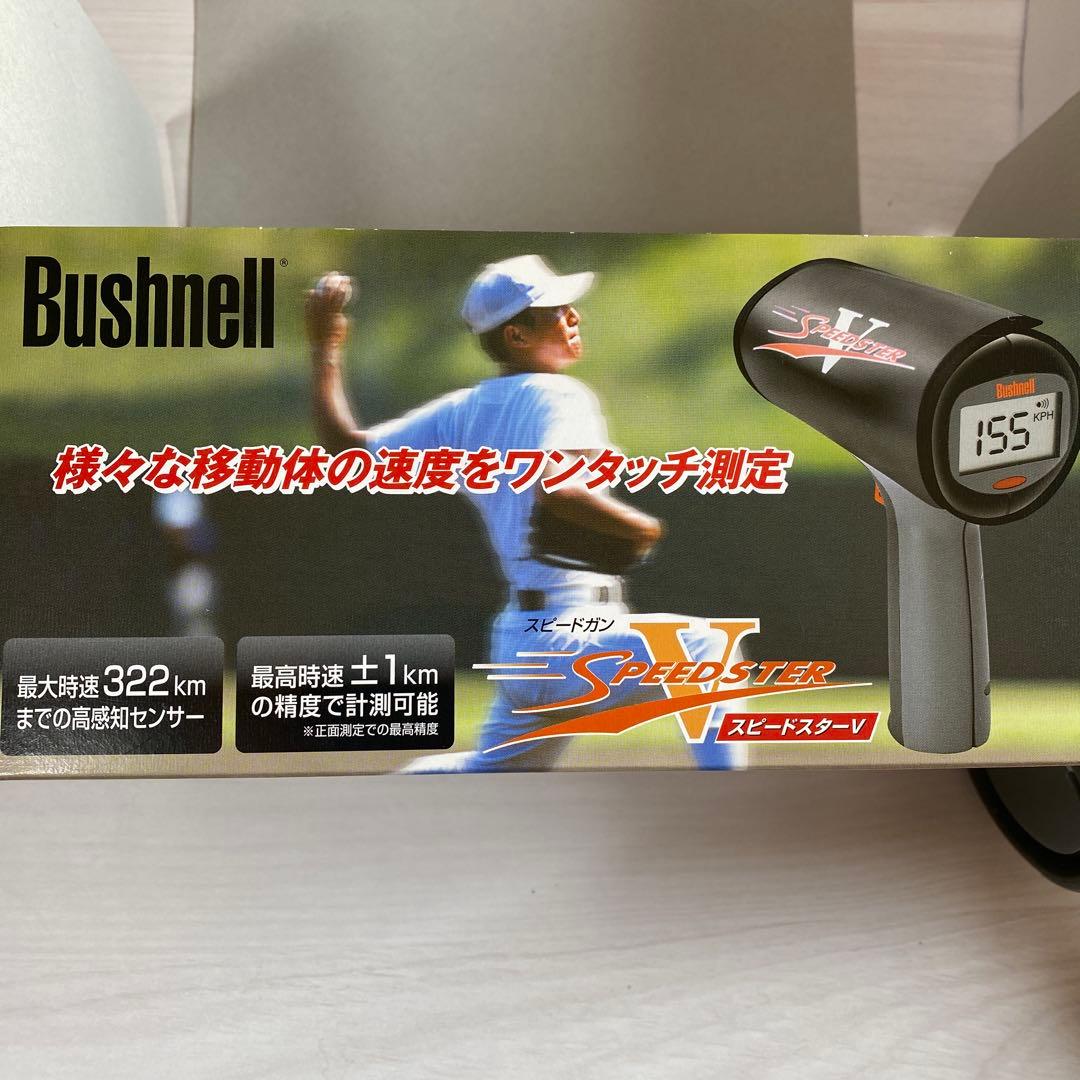 Bushnell®
V
SPEEDSTER
Bushnell
155 KPH
様々な移動体の速度をワンタッチ測定
スピードガン
V
SPEEDSTER
スピードスターV
最大時速322km
までの高感知センサー
最高時速±1km
の精度で計測可能
※正面測定での最高精度